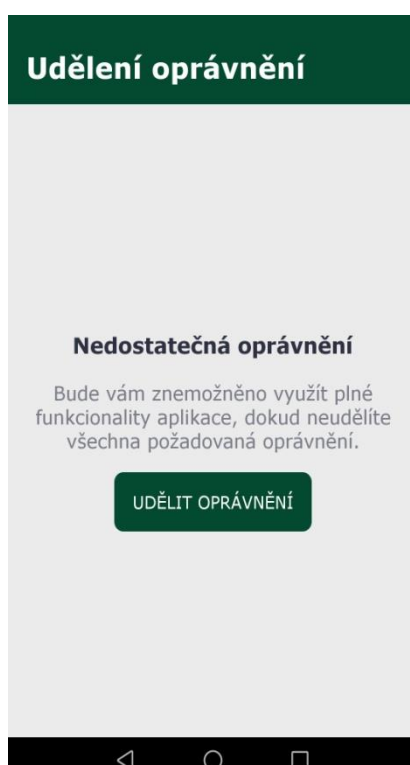 Udělení oprávnění
Nedostatečná oprávnění
Bude vám znemožněno využít plné
funkcionality aplikace, dokud neudělíte
všechna požadovaná oprávnění.
UDĚLIT OPRÁVNĚNÍ